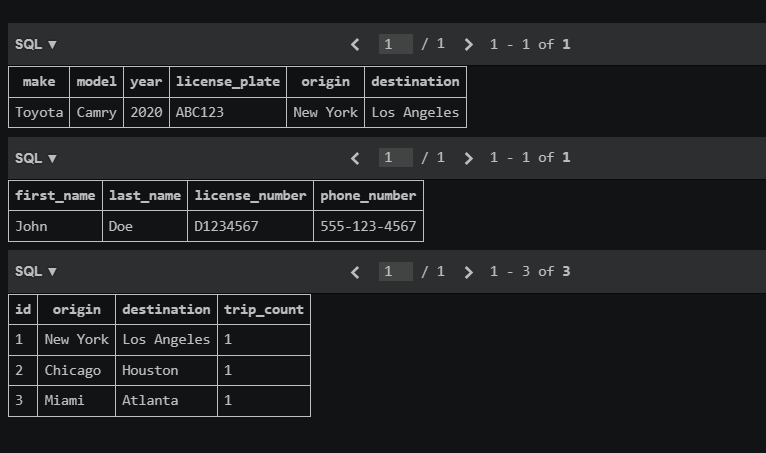 SQL ▼ < 1 / 1 > 1 - 1 of 1
make model year license_plate origin destination
Toyota Camry 2020 ABC123 New York Los Angeles
SQL ▼ < 1 / 1 > 1 - 1 of 1
first_name last_name license_number phone_number
John Doe D1234567 555-123-4567
SQL ▼ < 1 / 1 > 1 - 3 of 3
id origin destination trip_count
1 New York Los Angeles 1
2 Chicago Houston 1
3 Miami Atlanta 1